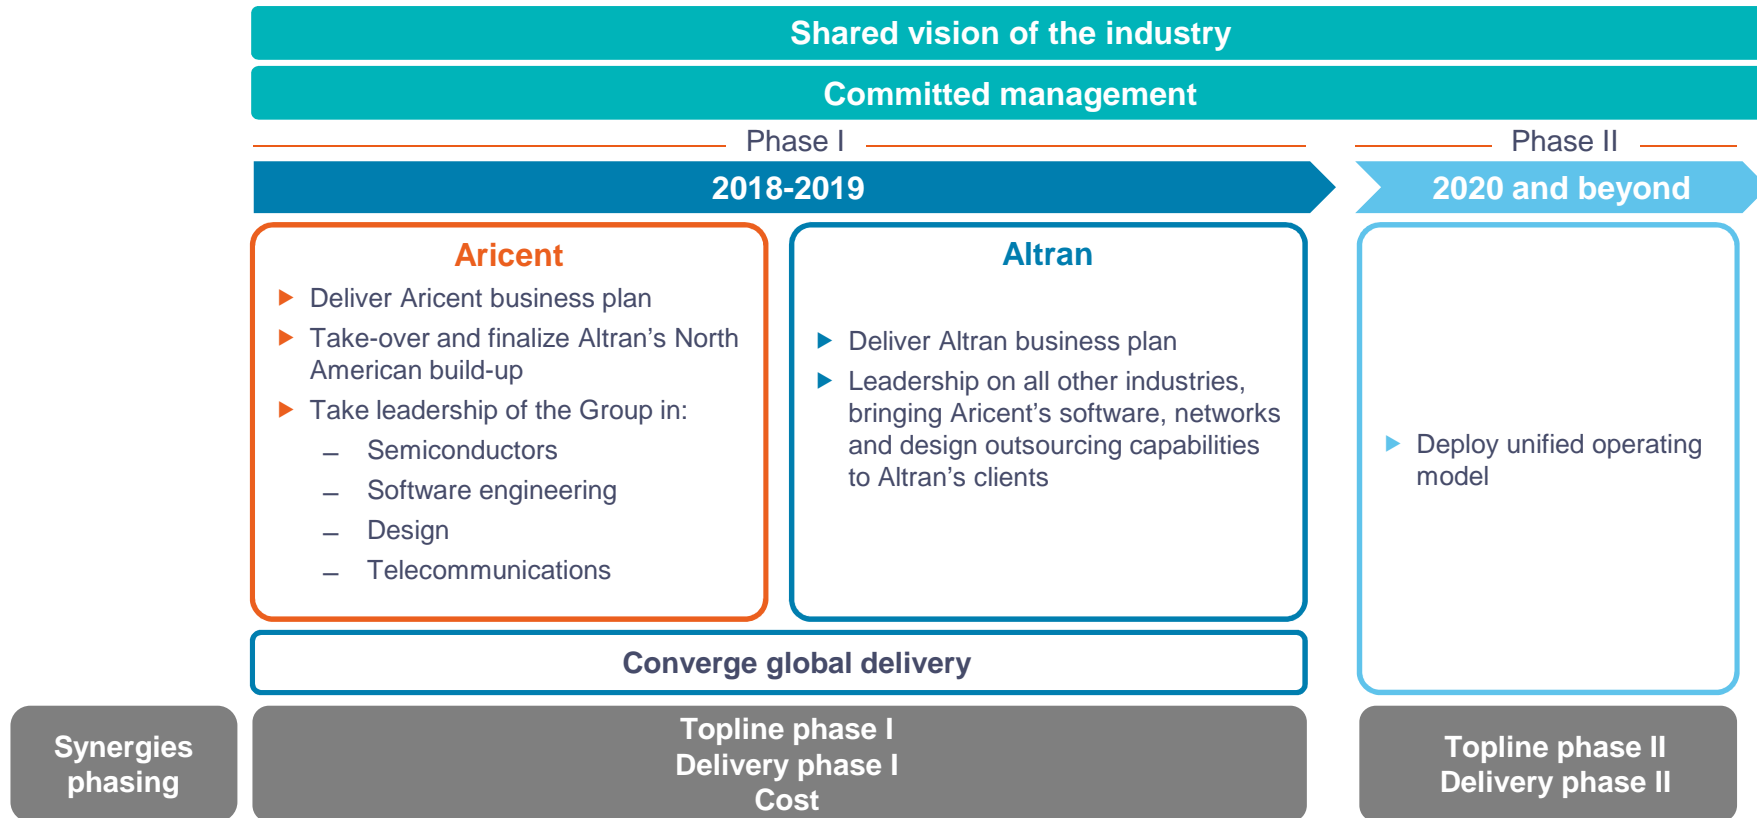 Shared vision of the industry
Committed management
Phase I
Phase II
2018-2019
2020 and beyond
Aricent
Deliver Aricent business plan
Take-over and finalize Altran’s North
American build-up
Take leadership of the Group in:
– Semiconductors
– Software engineering
– Design
– Telecommunications
Altran
Deliver Altran business plan
Leadership on all other industries,
bringing Aricent’s software, networks
and design outsourcing capabilities
to Altran’s clients
Deploy unified operating
model
Converge global delivery
Synergies
phasing
Topline phase I
Delivery phase I
Cost
Topline phase II
Delivery phase II